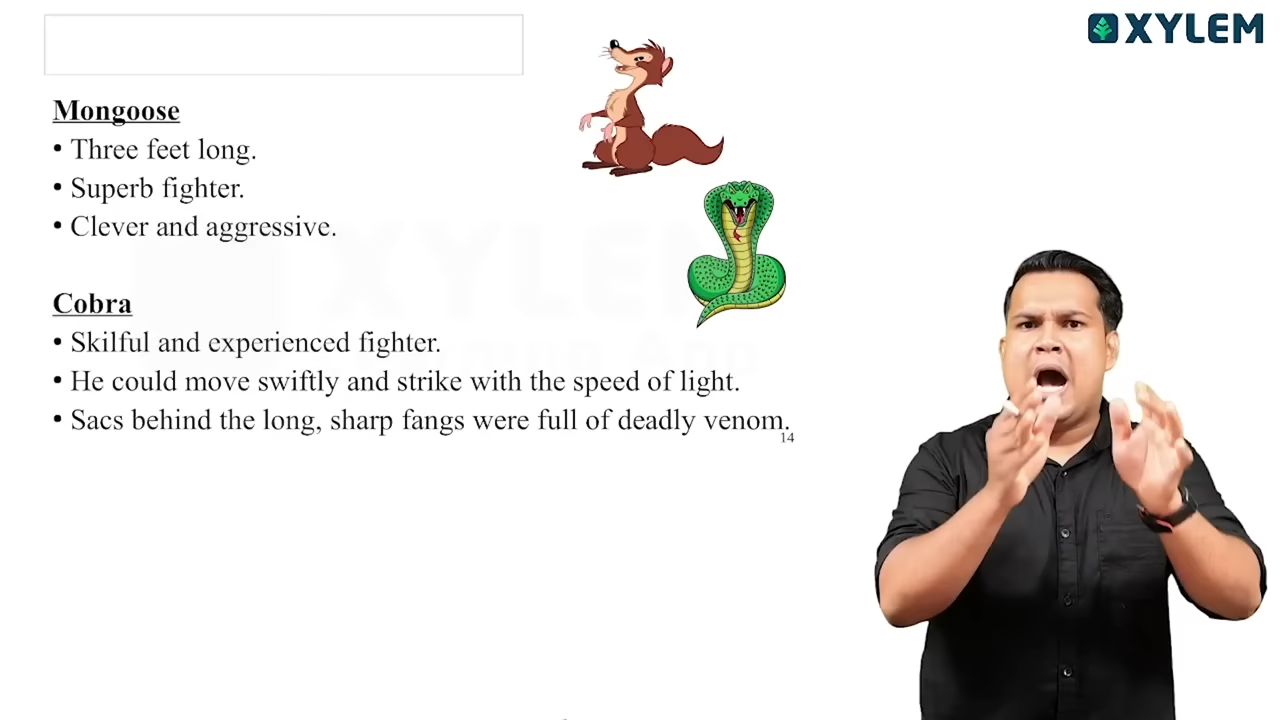 XYLEM
Mongoose
• Three feet long.
• Superb fighter.
• Clever and aggressive.
Cobra
• Skilful and experienced fighter.
• He could move swiftly and strike with the speed of light.
• Sacs behind the long, sharp fangs were full of deadly venom.
14
XYLEM